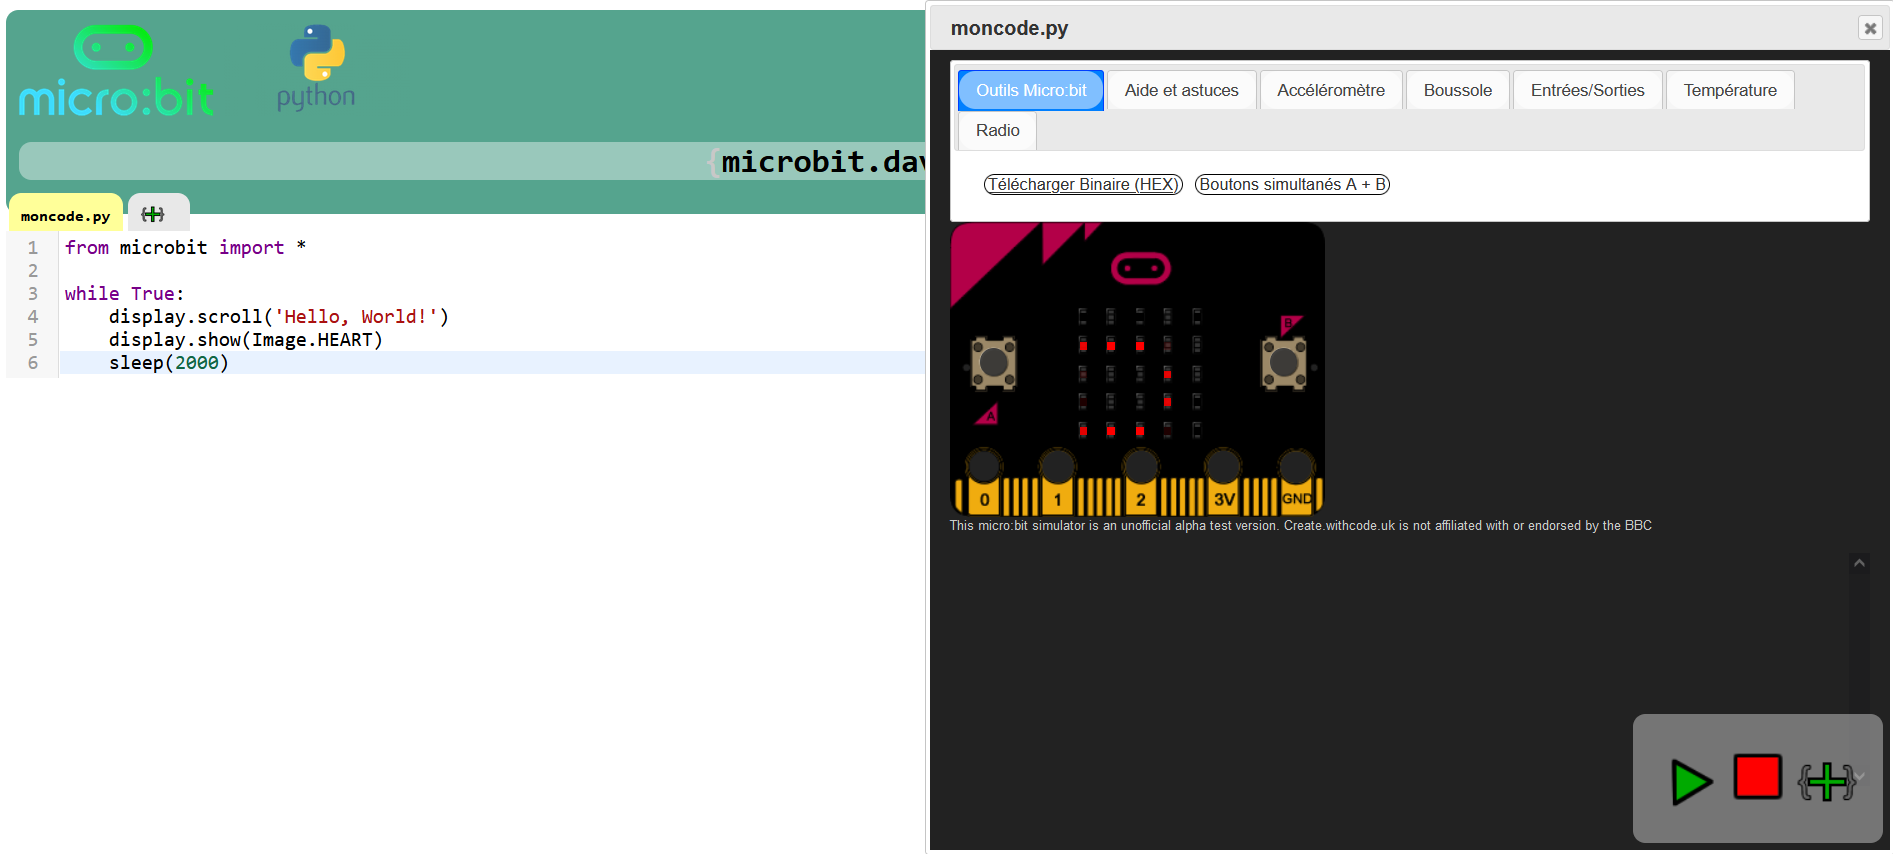 micro:bit
python
{microbit.dav
moncode.py
1 from microbit import *
2
3 while True:
4 display.scroll('Hello, World!')
5 display.show(Image.HEART)
6 sleep(2000)
moncode.py
Outils Micro:bit Aide et astuces Accéléromètre Boussole Entrées/Sorties Température
Radio
Télécharger Binaire (HEX) Boutons simultanés A + B
B
A
0 1 2 3V GND
This micro:bit simulator is an unofficial alpha test version. Create.withcode.uk is not affiliated with or endorsed by the BBC